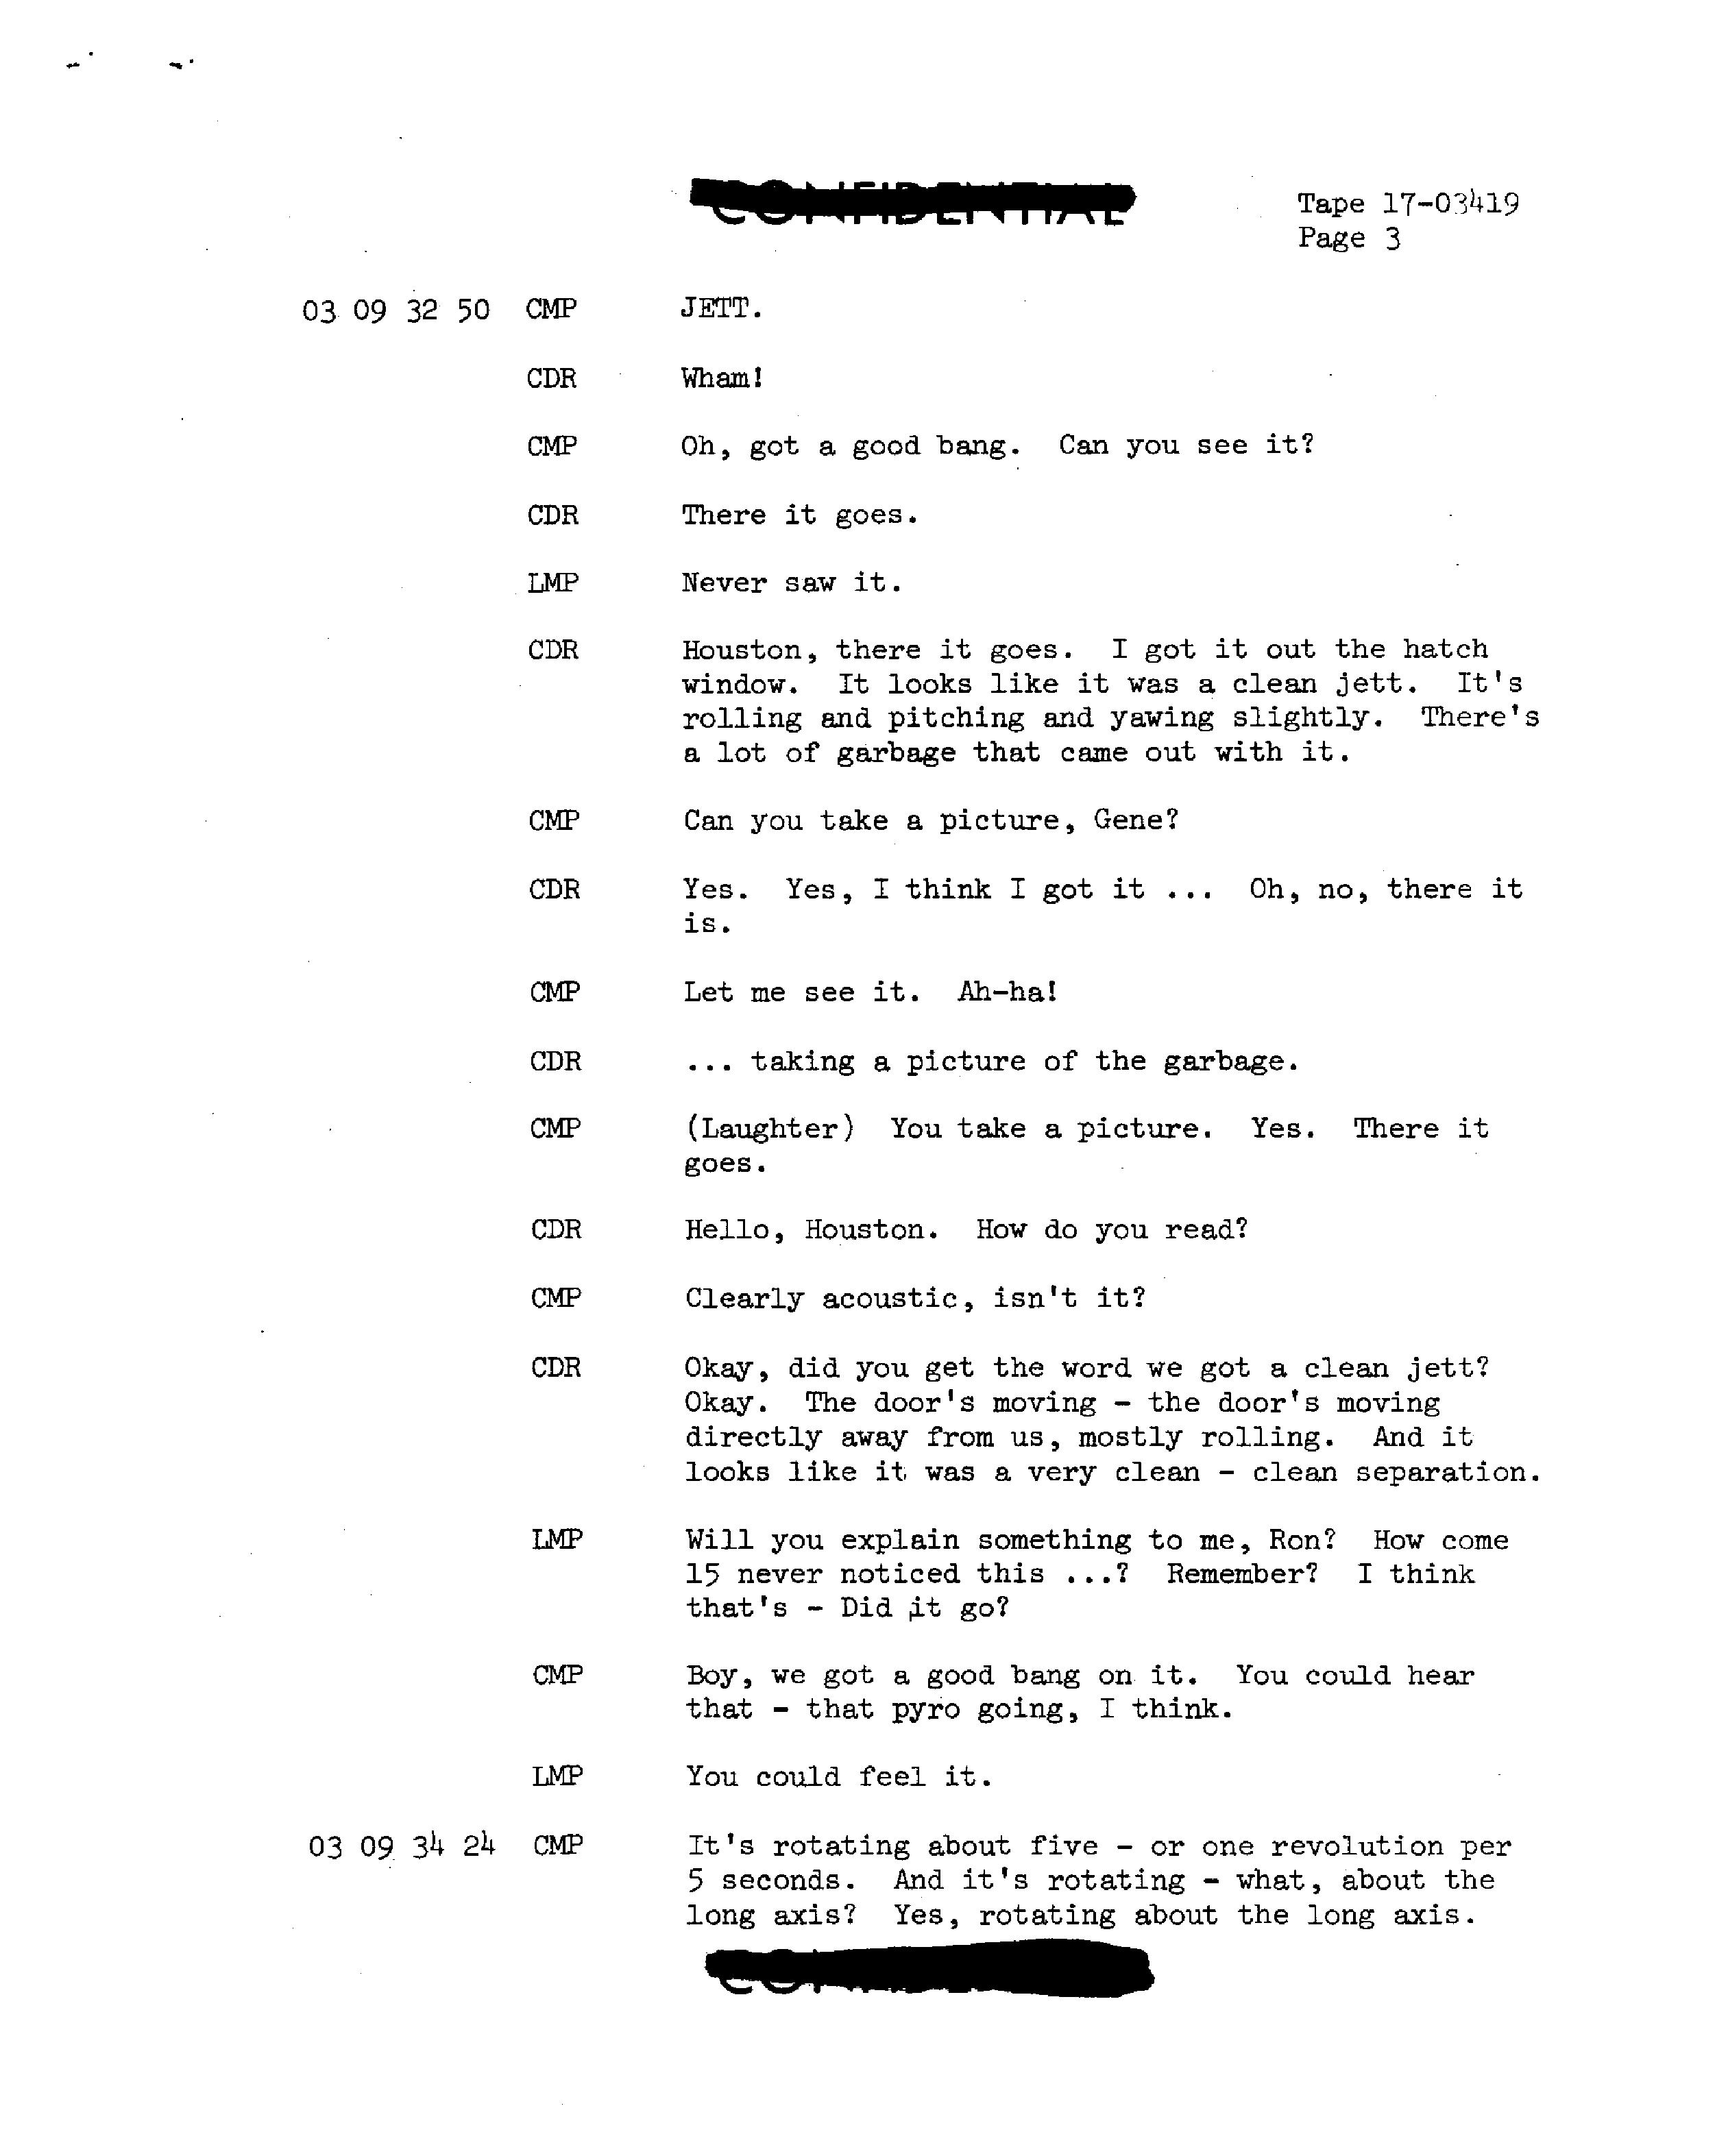 CONFIDENTIAL
Tape 17-03419
Page 3
03 09 32 50 CMP JETT.
CDR Wham!
CMP Oh, got a good bang. Can you see it?
CDR There it goes.
LMP Never saw it.
CDR Houston, there it goes. I got it out the hatch
window. It looks like it was a clean jett. It's
rolling and pitching and yawing slightly. There's
a lot of garbage that came out with it.
CMP Can you take a picture, Gene?
CDR Yes. Yes, I think I got it ... Oh, no, there it
is.
CMP Let me see it. Ah-ha!
CDR ... taking a picture of the garbage.
CMP (Laughter) You take a picture. Yes. There it
goes.
CDR Hello, Houston. How do you read?
CMP Clearly acoustic, isn't it?
CDR Okay, did you get the word we got a clean jett?
Okay. The door's moving - the door's moving
directly away from us, mostly rolling. And it
looks like it was a very clean - clean separation.
LMP Will you explain something to me, Ron? How come
15 never noticed this ...? Remember? I think
that's - Did it go?
CMP Boy, we got a good bang on it. You could hear
that - that pyro going, I think.
LMP You could feel it.
03 09 34 24 CMP It's rotating about five - or one revolution per
5 seconds. And it's rotating - what, about the
long axis? Yes, rotating about the long axis.